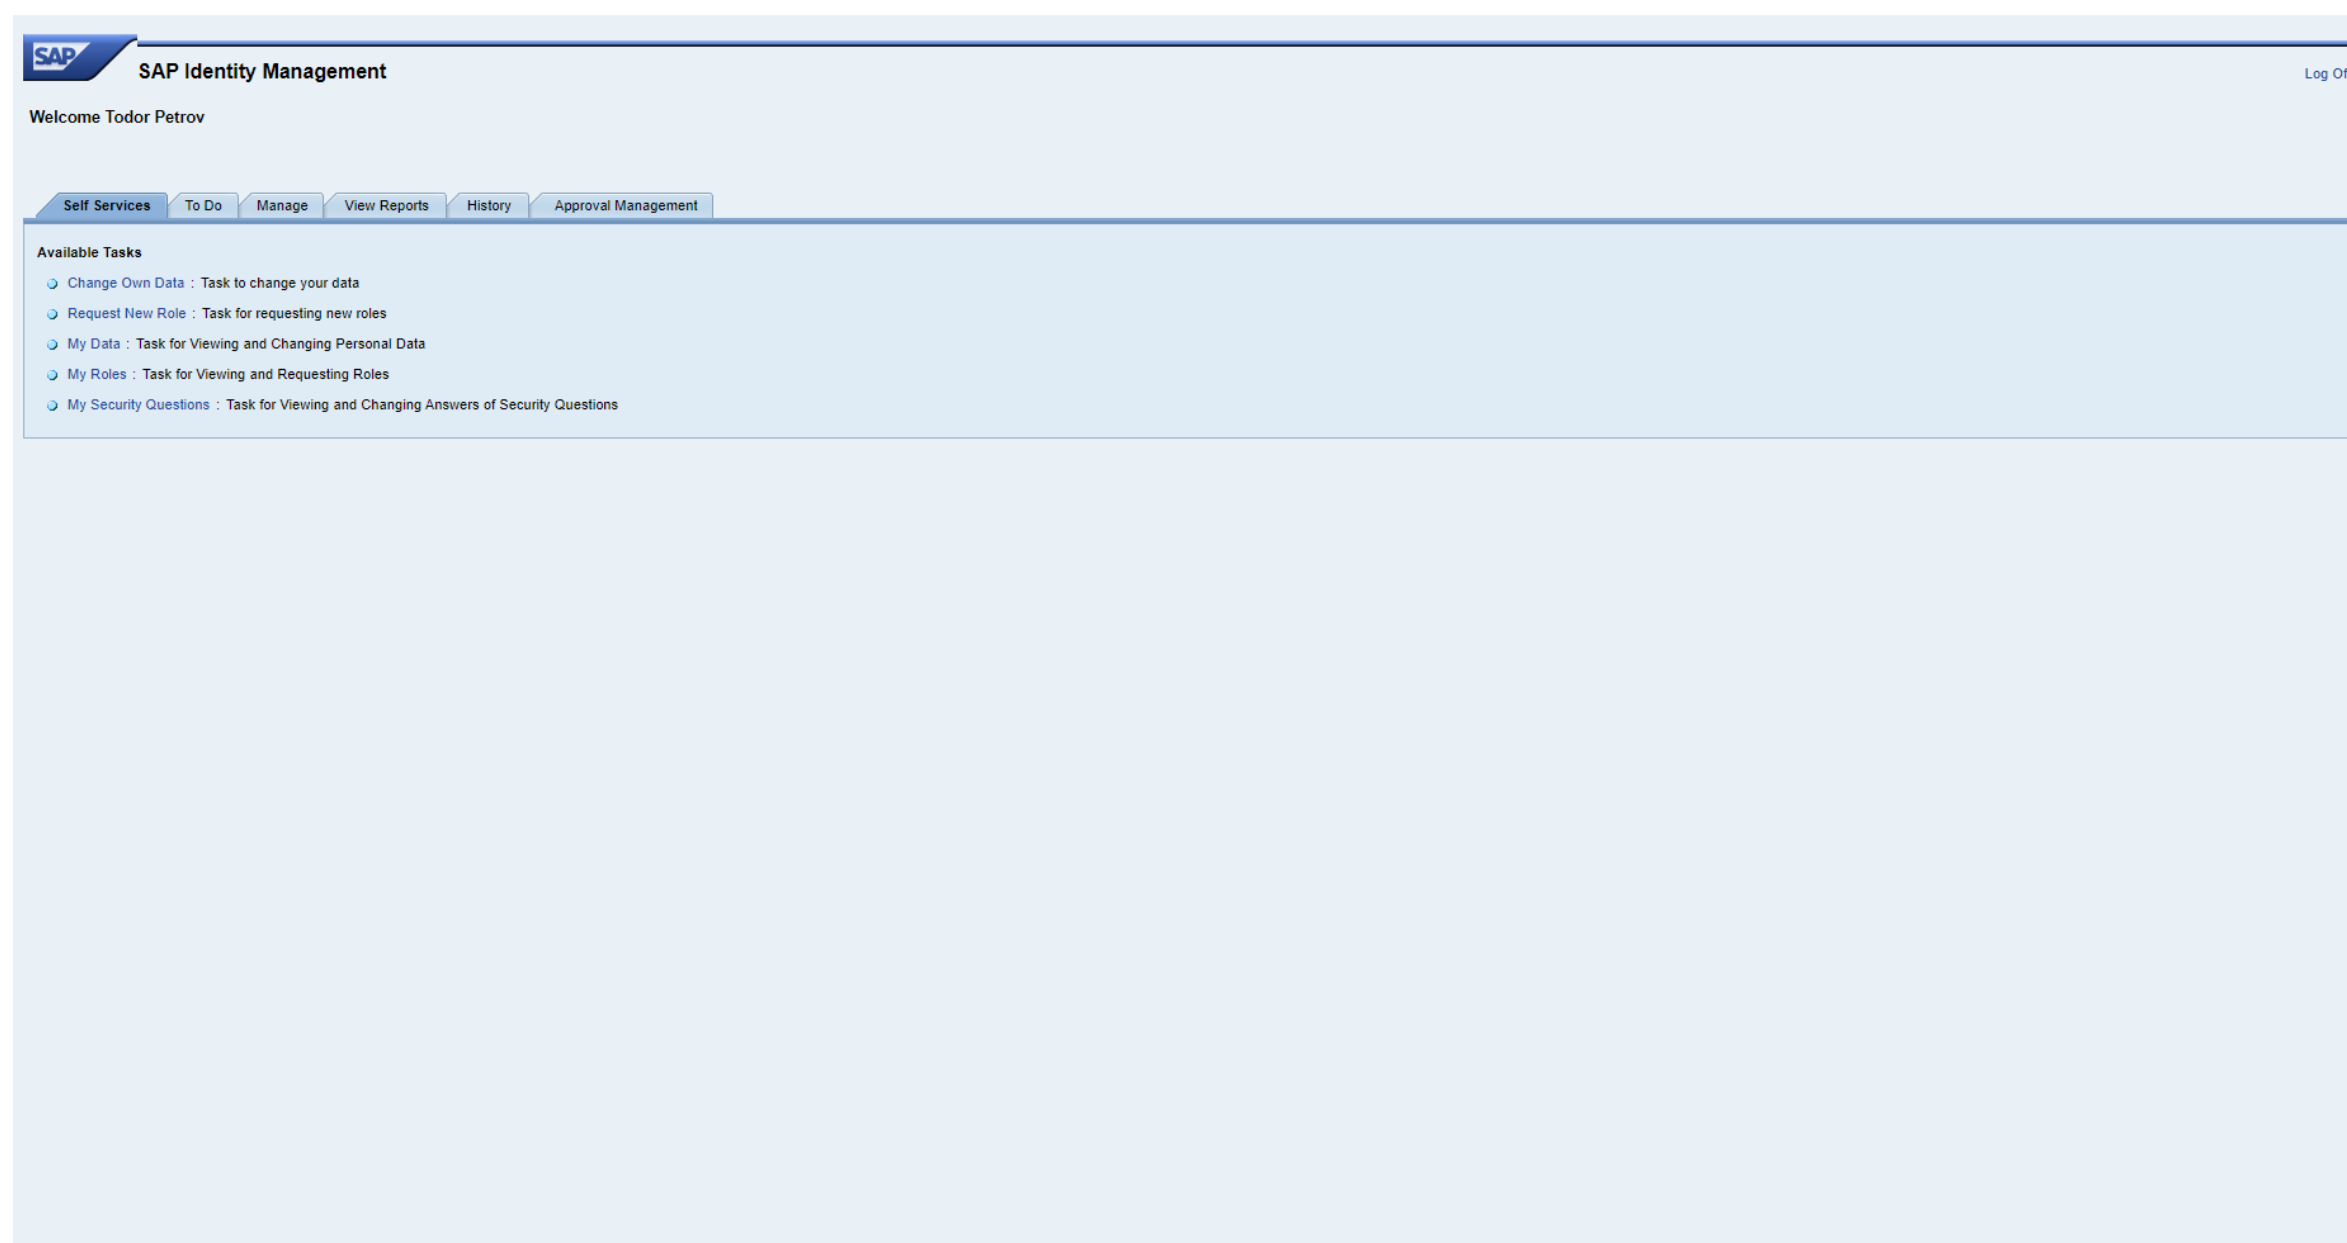 SAP
SAP Identity Management
Log Of
Welcome Todor Petrov
Self Services To Do Manage View Reports History Approval Management
Available Tasks
Change Own Data : Task to change your data
Request New Role : Task for requesting new roles
My Data : Task for Viewing and Changing Personal Data
My Roles : Task for Viewing and Requesting Roles
My Security Questions : Task for Viewing and Changing Answers of Security Questions